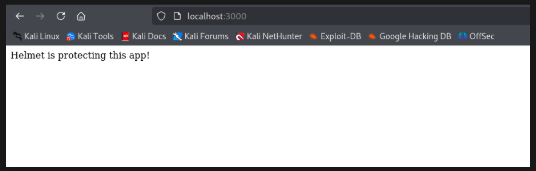 localhost:3000
Kali Linux Kali Tools Kali Docs Kali Forums Kali NetHunter Exploit-DB Google Hacking DB OffSec
Helmet is protecting this app!